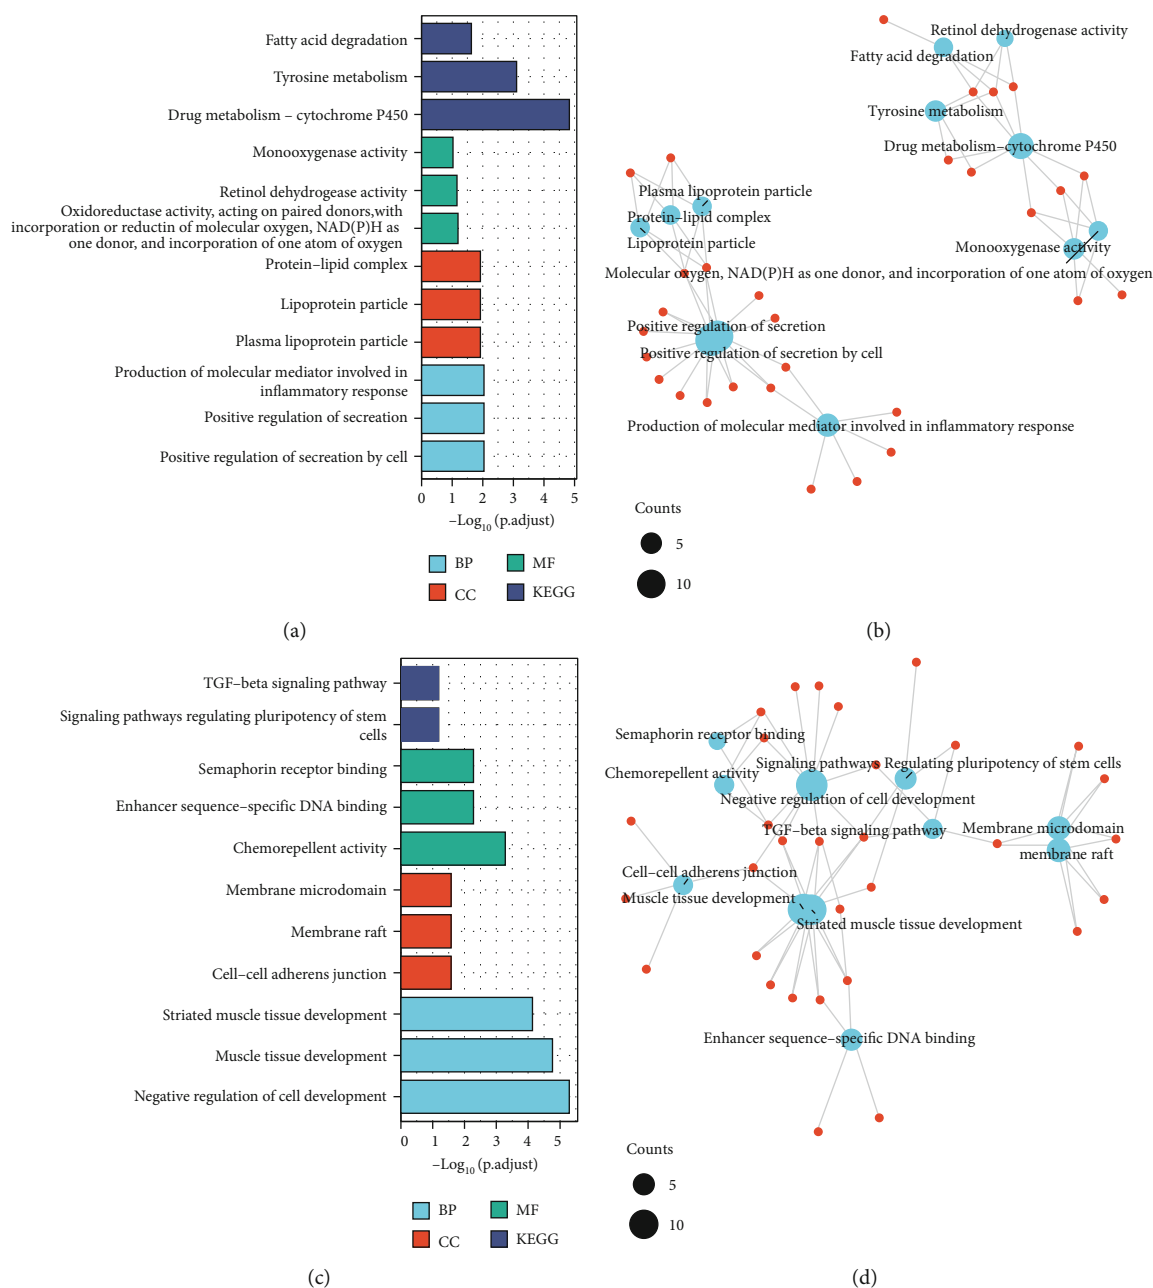 Fatty acid degradation
Tyrosine metabolism
Drug metabolism – cytochrome P450
Monooxygenase activity
Retinol dehydrogease activity
Oxidoreductase activity, acting on paired donors,with
incorporation or reductin of molecular oxygen, NAD(P)H as
one donor, and incorporation of one atom of oxygen
Protein–lipid complex
Lipoprotein particle
Plasma lipoprotein particle
Production of molecular mediator involved in
inflammatory response
Positive regulation of secreation
Positive regulation of secreation by cell
0 1 2 3 4 5
–Log10 (p.adjust)
BP MF
CC KEGG
(a)
Retinol dehydrogenase activity
Fatty acid degradation
Tyrosine metabolism
Drug metabolism–cytochrome P450
Plasma lipoprotein particle
Protein–lipid complex
Lipoprotein particle
Monooxygenase activity
Molecular oxygen, NAD(P)H as one donor, and incorporation of one atom of oxygen
Positive regulation of secretion
Positive regulation of secretion by cell
Production of molecular mediator involved in inflammatory response
Counts
5
10
(b)
TGF–beta signaling pathway
Signaling pathways regulating pluripotency of stem
cells
Semaphorin receptor binding
Enhancer sequence–specific DNA binding
Chemorepellent activity
Membrane microdomain
Membrane raft
Cell–cell adherens junction
Striated muscle tissue development
Muscle tissue development
Negative regulation of cell development
0 1 2 3 4 5
–Log10 (p.adjust)
BP MF
CC KEGG
(c)
Semaphorin receptor binding
Chemorepellent activity
Signaling pathways Regulating pluripotency of stem cells
Negative regulation of cell development
TGF–beta signaling pathway
Membrane microdomain
membrane raft
Cell–cell adherens junction
Muscle tissue development
Striated muscle tissue development
Enhancer sequence–specific DNA binding
Counts
5
10
(d)